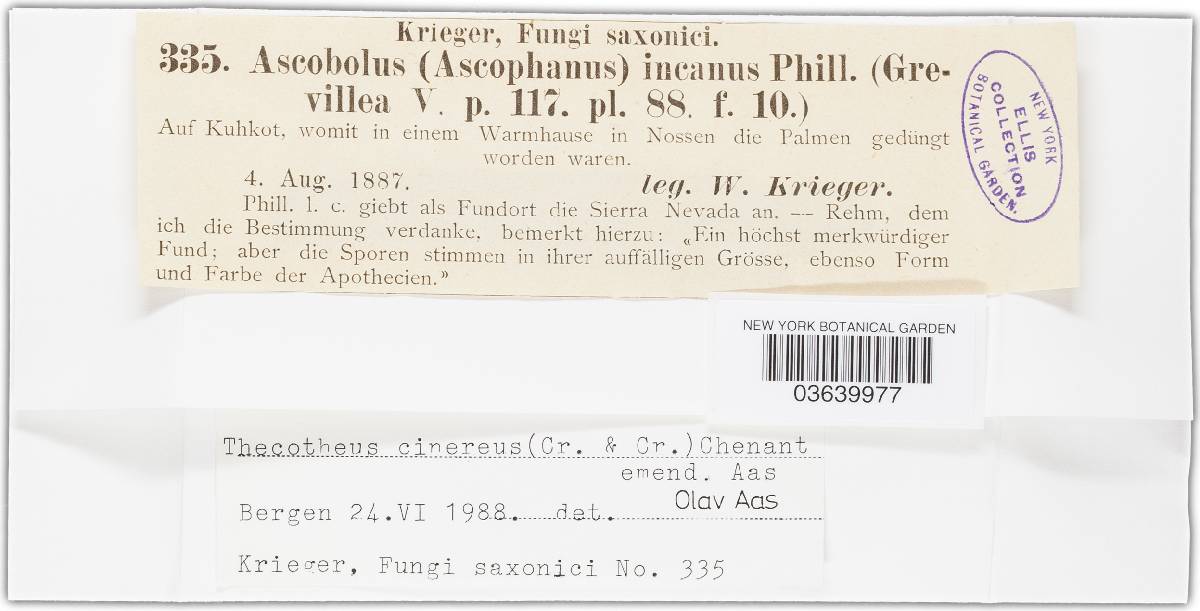 Krieger, Fungi saxonici.
335. Ascobolus (Ascophanus) incanus Phill. (Gre-
villea V. p. 117. pl. 88. f. 10.)
Auf Kuhkot, womit in einem Warmhause in Nossen die Palmen gedüngt
worden waren.
4. Aug. 1887. leg. W. Krieger.
Phill. l. c. giebt als Fundort die Sierra Nevada an. — Rehm, dem
ich die Bestimmung verdanke, bemerkt hierzu: „Ein höchst merkwürdiger
Fund; aber die Sporen stimmen in ihrer auffälligen Grösse, ebenso Form
und Farbe der Apothecien.»
NEW YORK
ELLIS
COLLECTION
BOTANICAL GARDEN.
NEW YORK BOTANICAL GARDEN
03639977
Thecotheus cinereus(Cr. & Cr.)Chenant
emend. Aas
Bergen 24.VI 1988. det. Olav Aas
Krieger, Fungi saxonici No. 335